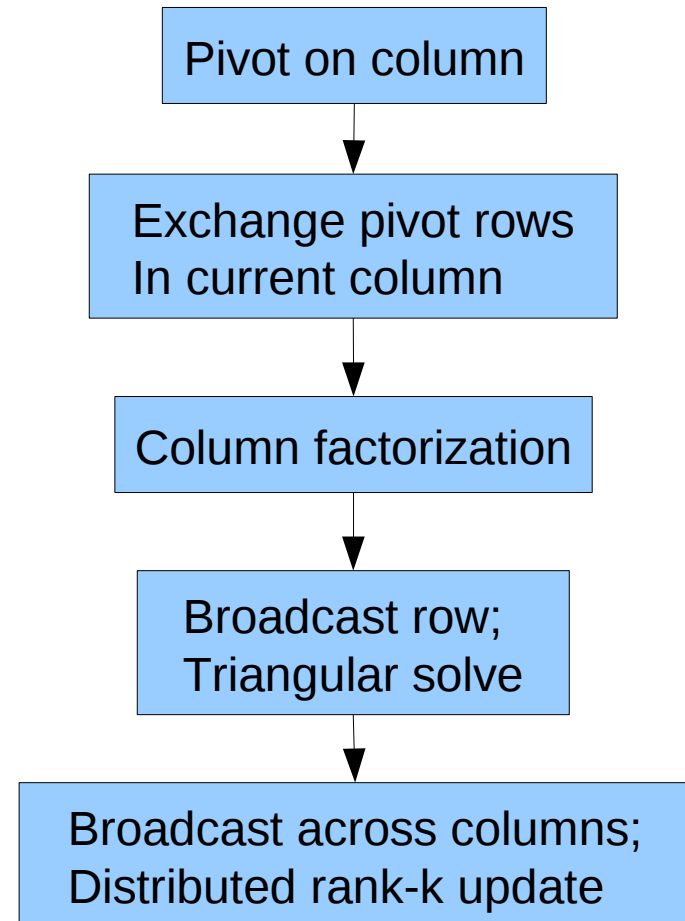 Pivot on column
Exchange pivot rows
In current column
Column factorization
Broadcast row;
Triangular solve
Broadcast across columns;
Distributed rank-k update